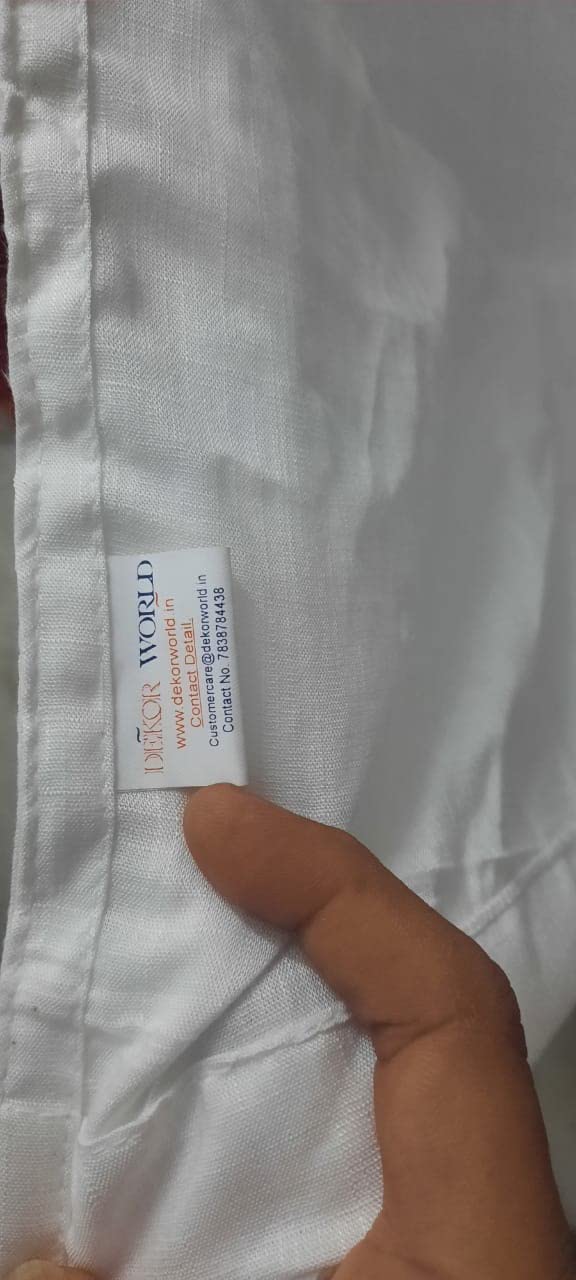 DEKOR WORLD
www.dekorworld.in
Contact Detail.
Customercare@dekorworld in
Contact No. 7838784438